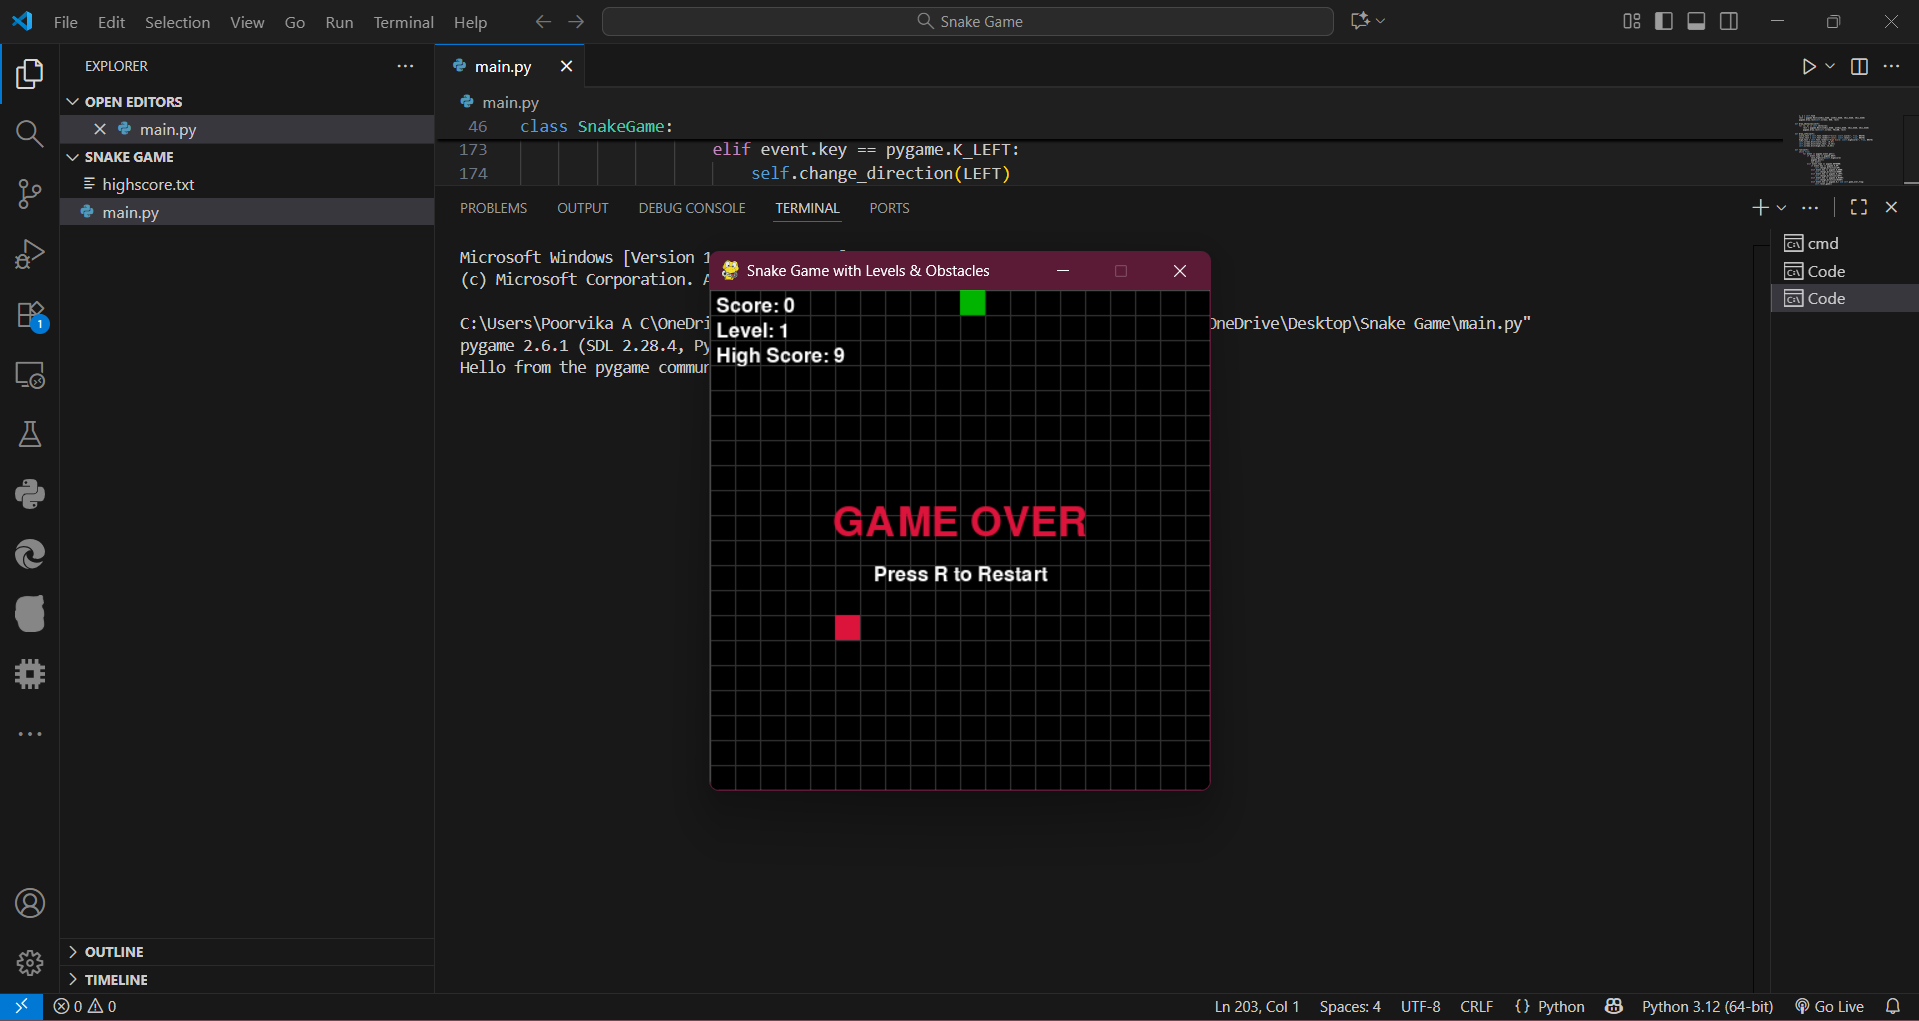 File Edit Selection View Go Run Terminal Help
Snake Game
EXPLORER
OPEN EDITORS
main.py
SNAKE GAME
highscore.txt
main.py
OUTLINE
TIMELINE
main.py
main.py
46 class SnakeGame:
173 elif event.key == pygame.K_LEFT:
174 self.change_direction(LEFT)
PROBLEMS OUTPUT DEBUG CONSOLE TERMINAL PORTS
Microsoft Windows [Version 1
(c) Microsoft Corporation. A
C:\Users\Poorvika A C\OneDri
OneDrive\Desktop\Snake Game\main.py"
pygame 2.6.1 (SDL 2.28.4, Py
Hello from the pygame commun
cmd
Code
Code
Snake Game with Levels & Obstacles
Score: 0
Level: 1
High Score: 9
GAME OVER
Press R to Restart
1
0 0
Ln 203, Col 1 Spaces: 4 UTF-8 CRLF {} Python Python 3.12 (64-bit) Go Live